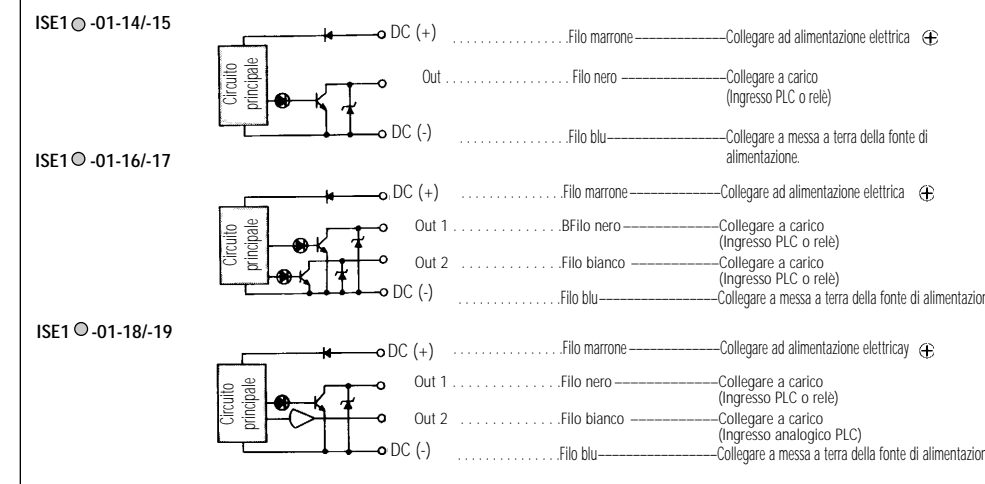 ISE1 -01-14/-15
DC (+) ................Filo marrone –––––––––––––Collegare ad alimentazione elettrica
Circuito
principale
Out .................. Filo nero –––––––––––––––Collegare a carico
(Ingresso PLC o relè)
DC (-) ................Filo blu–––––––––––––––––Collegare a messa a terra della fonte di
alimentazione.
ISE1 -01-16/-17
DC (+) ...............Filo marrone –––––––––––––Collegare ad alimentazione elettrica
Circuito
principale
Out 1 ................BFilo nero –––––––––––––Collegare a carico
(Ingresso PLC o relè)
Out 2 ...............Filo bianco ––––––––––––Collegare a carico
(Ingresso PLC o relè)
DC (-) ...............Filo blu–––––––––––––––––Collegare a messa a terra della fonte di alimentazion
ISE1 -01-18/-19
DC (+) ................Filo marrone –––––––––––––Collegare ad alimentazione elettricay
Circuito
principale
Out 1 ................Filo nero –––––––––––––––Collegare a carico
(Ingresso PLC o relè)
Out 2 ...............Filo bianco ––––––––––––Collegare a carico
(Ingresso analogico PLC)
DC (-) ................Filo blu–––––––––––––––––Collegare a messa a terra della fonte di alimentazion